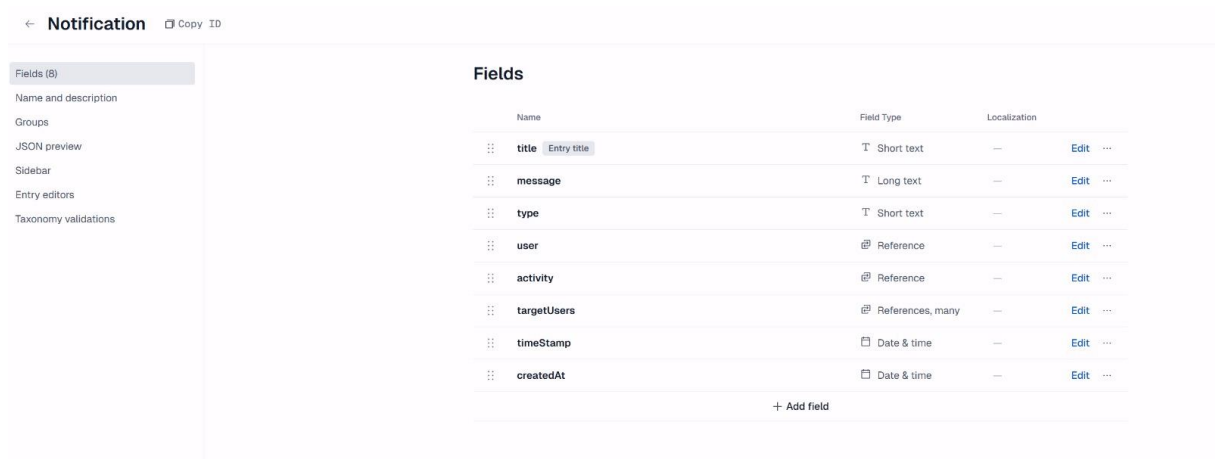 ← Notification Copy ID
Fields (8)
Name and description
Groups
JSON preview
Sidebar
Entry editors
Taxonomy validations
Fields
Name Field Type Localization
title Entry title Short text — Edit ...
message Long text — Edit ...
type Short text — Edit ...
user Reference — Edit ...
activity Reference — Edit ...
targetUsers References, many — Edit ...
timeStamp Date & time — Edit ...
createdAt Date & time — Edit ...
+ Add field